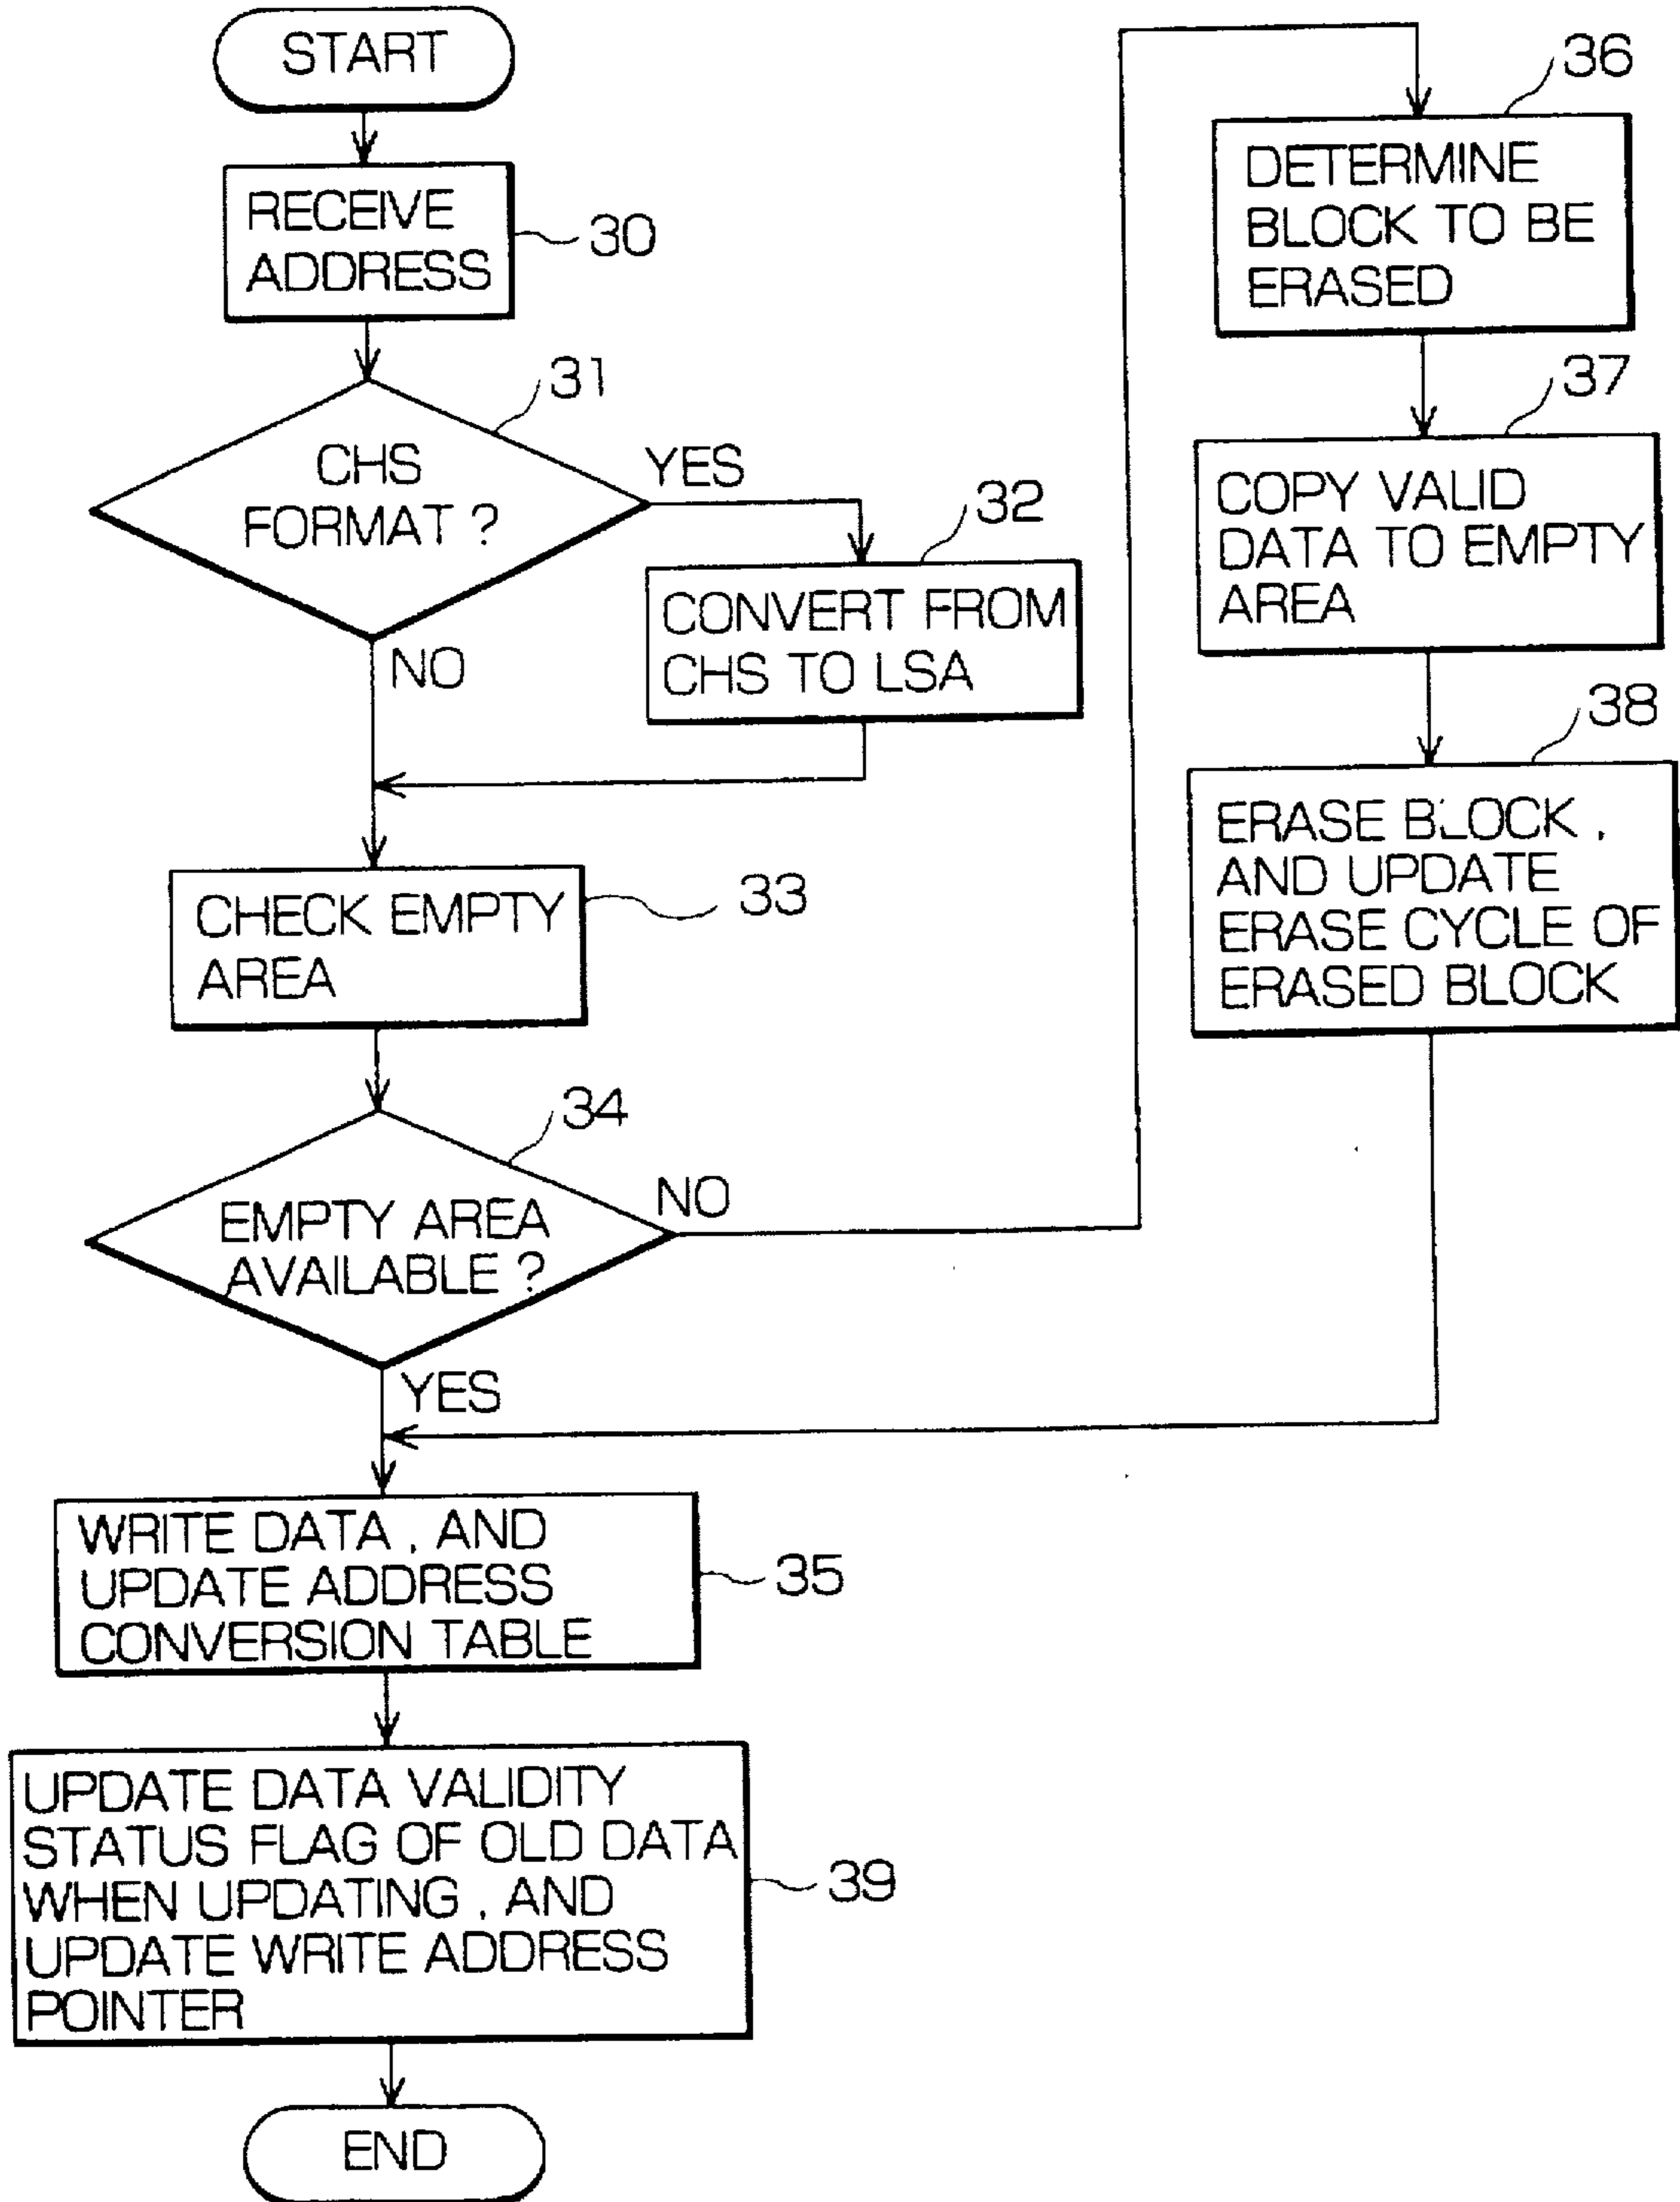 START
RECEIVE
ADDRESS
30
31
CHS
FORMAT ?
YES
NO
32
CONVERT FROM
CHS TO LSA
CHECK EMPTY
AREA
33
34
EMPTY AREA
AVAILABLE ?
NO
YES
36
DETERMINE
BLOCK TO BE
ERASED
37
COPY VALID
DATA TO EMPTY
AREA
38
ERASE BLOCK ,
AND UPDATE
ERASE CYCLE OF
ERASED BLOCK
WRITE DATA , AND
UPDATE ADDRESS
CONVERSION TABLE
35
UPDATE DATA VALIDITY
STATUS FLAG OF OLD DATA
WHEN UPDATING , AND
UPDATE WRITE ADDRESS
POINTER
39
END